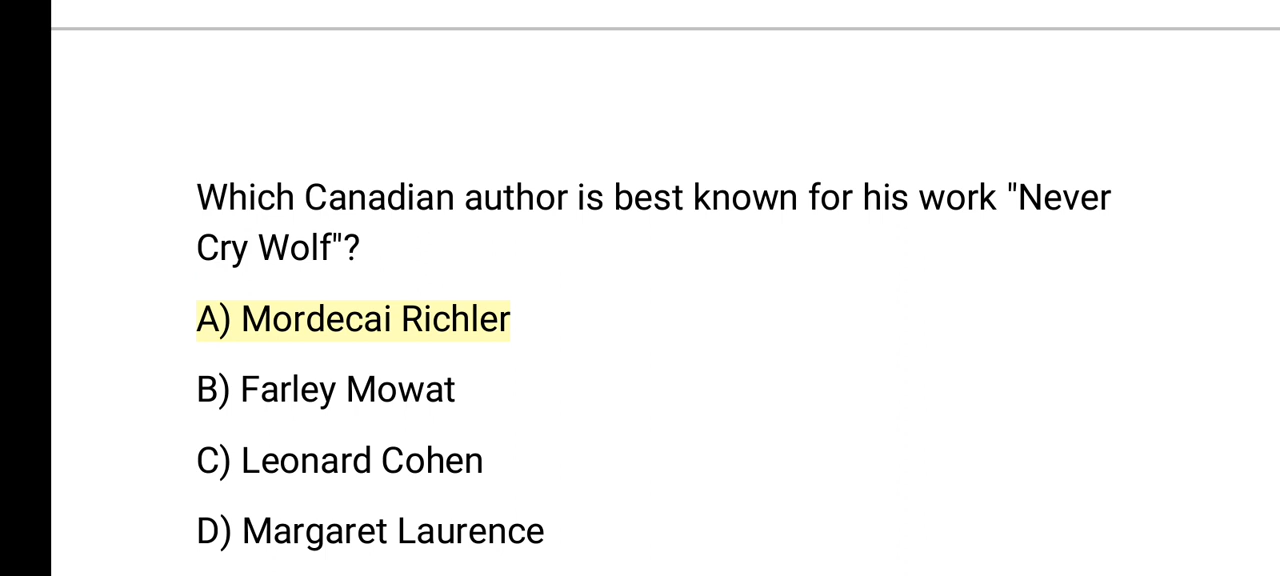 Which Canadian author is best known for his work "Never
Cry Wolf"?
A) Mordecai Richler
B) Farley Mowat
C) Leonard Cohen
D) Margaret Laurence